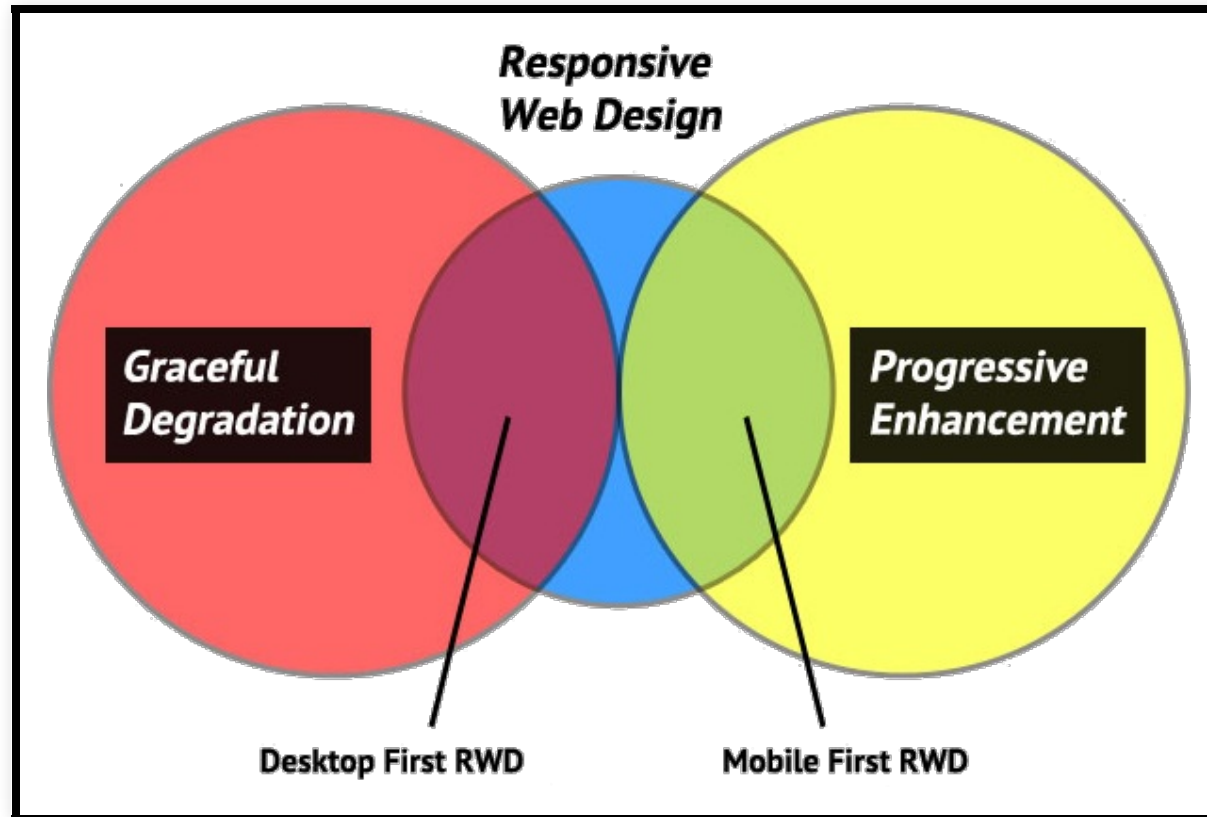 Responsive
Web Design
Graceful
Degradation
Progressive
Enhancement
Desktop First RWD
Mobile First RWD